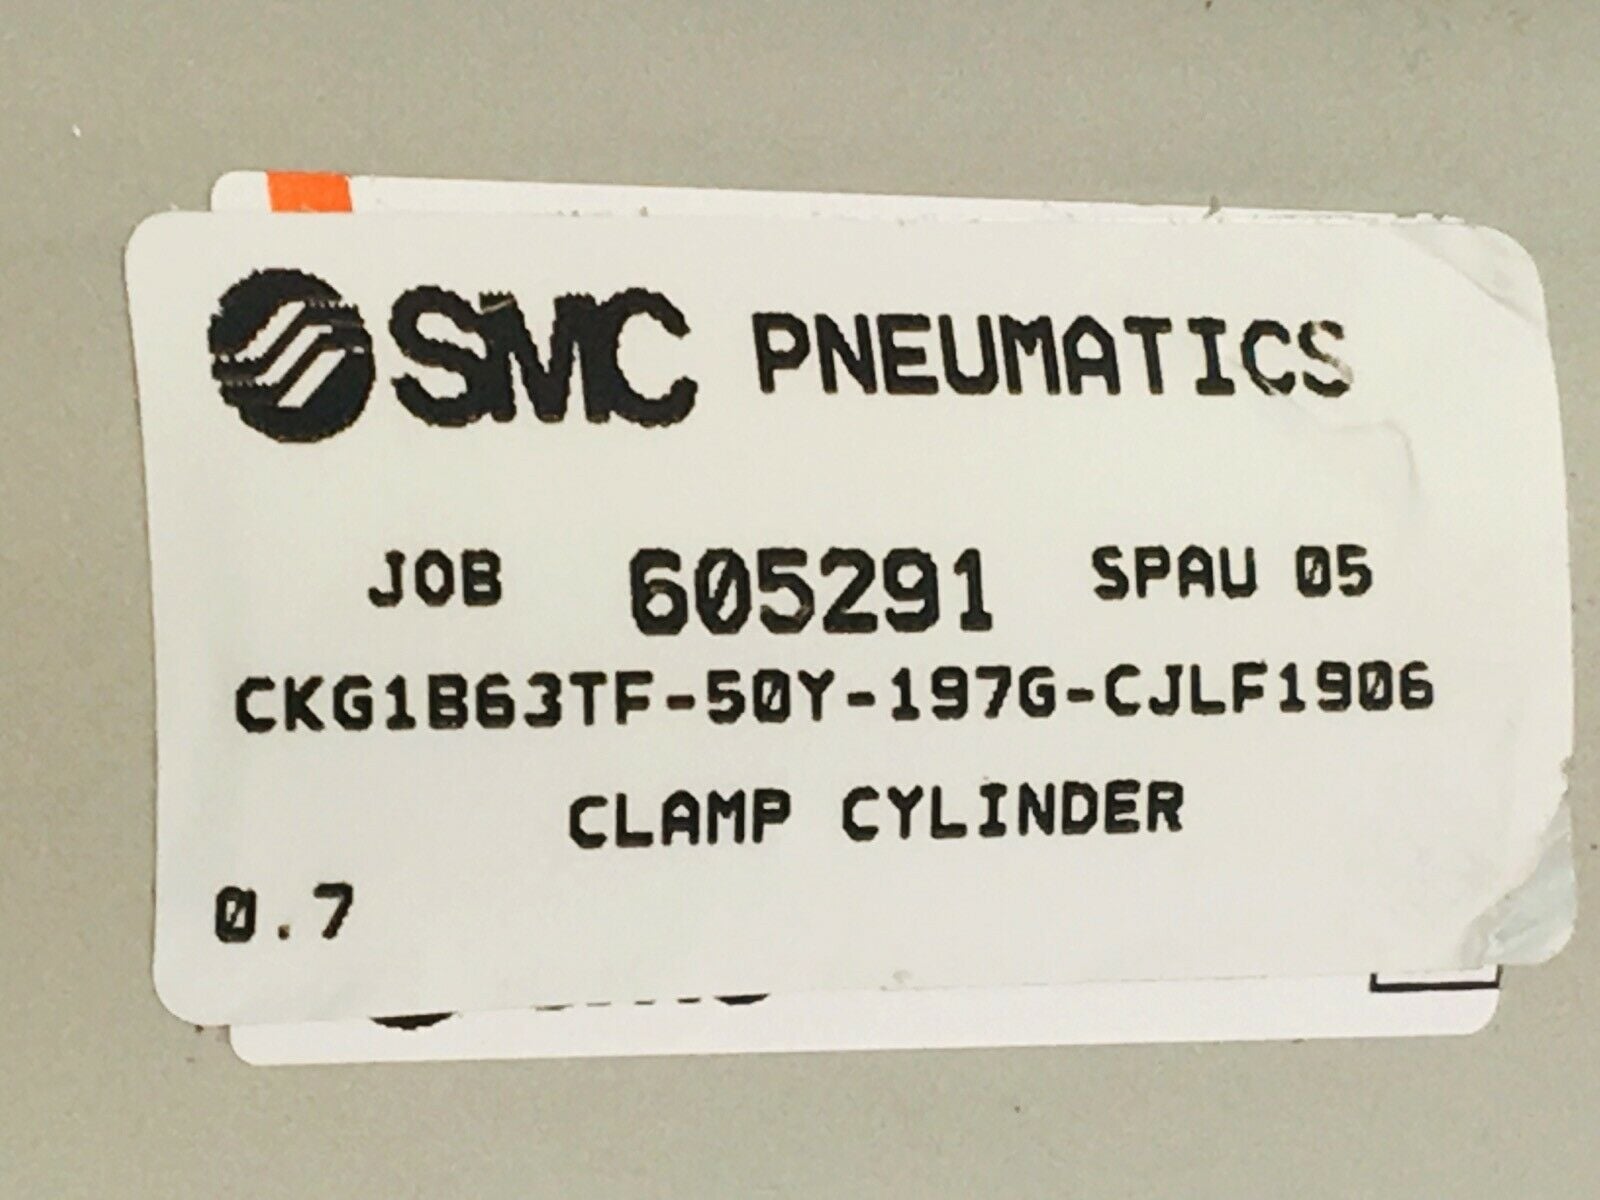 SMC PNEUMATICS
JOB 605291 SPAU 05
CKG1B63TF-50Y-197G-CJLF1906
CLAMP CYLINDER
0.7